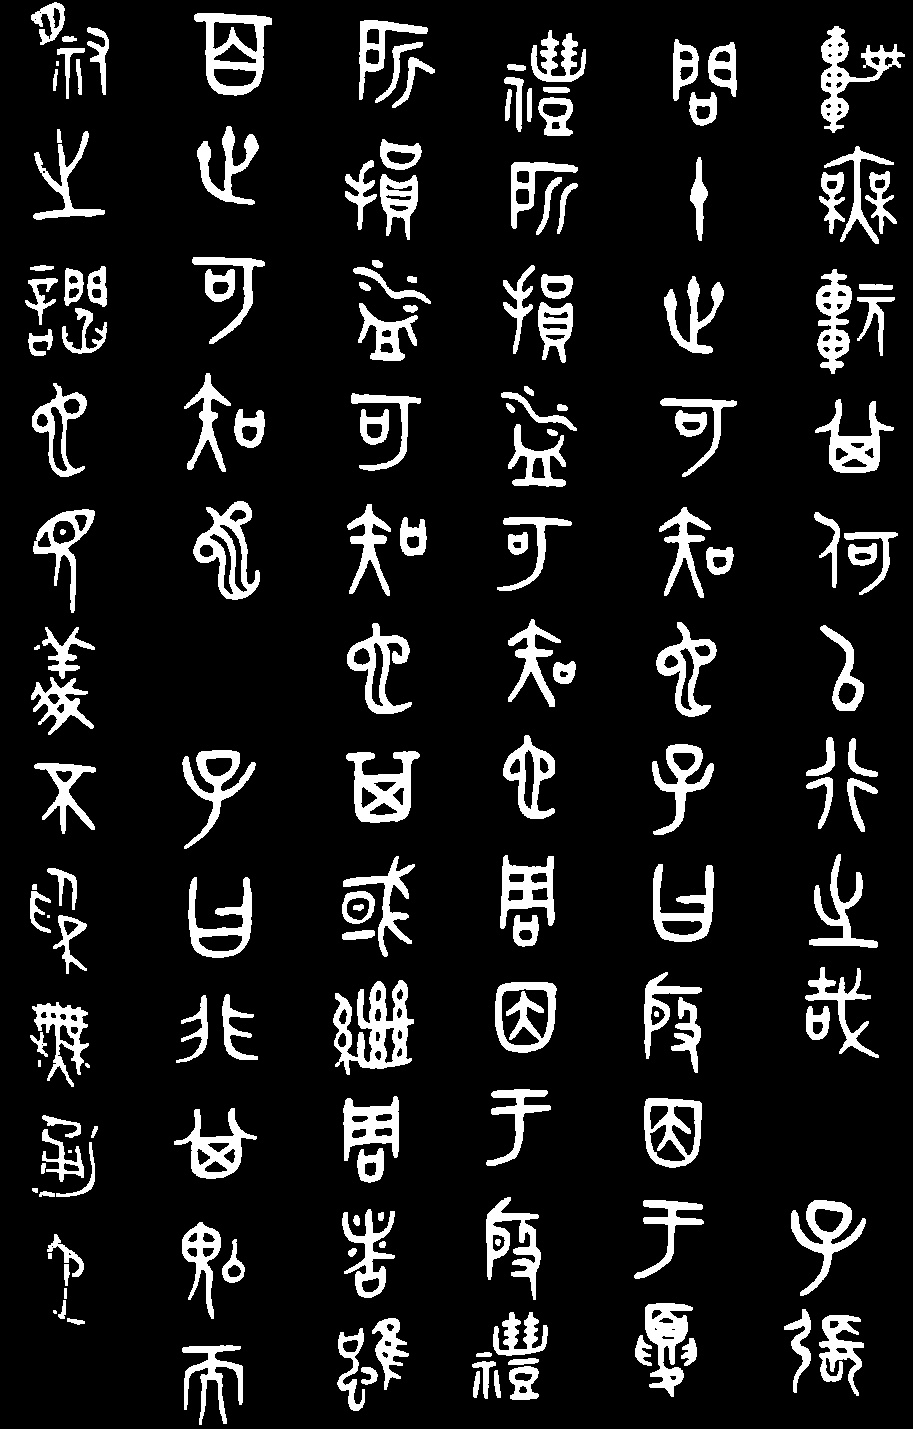 車無軏其何以行之哉 子張
問十世可知也子曰殷因于夏
禮所損益可知也周因于殷禮
所損益可知也其或繼周者雖
百世可知也 子曰非其鬼而
祭之諂也見義不為無勇也